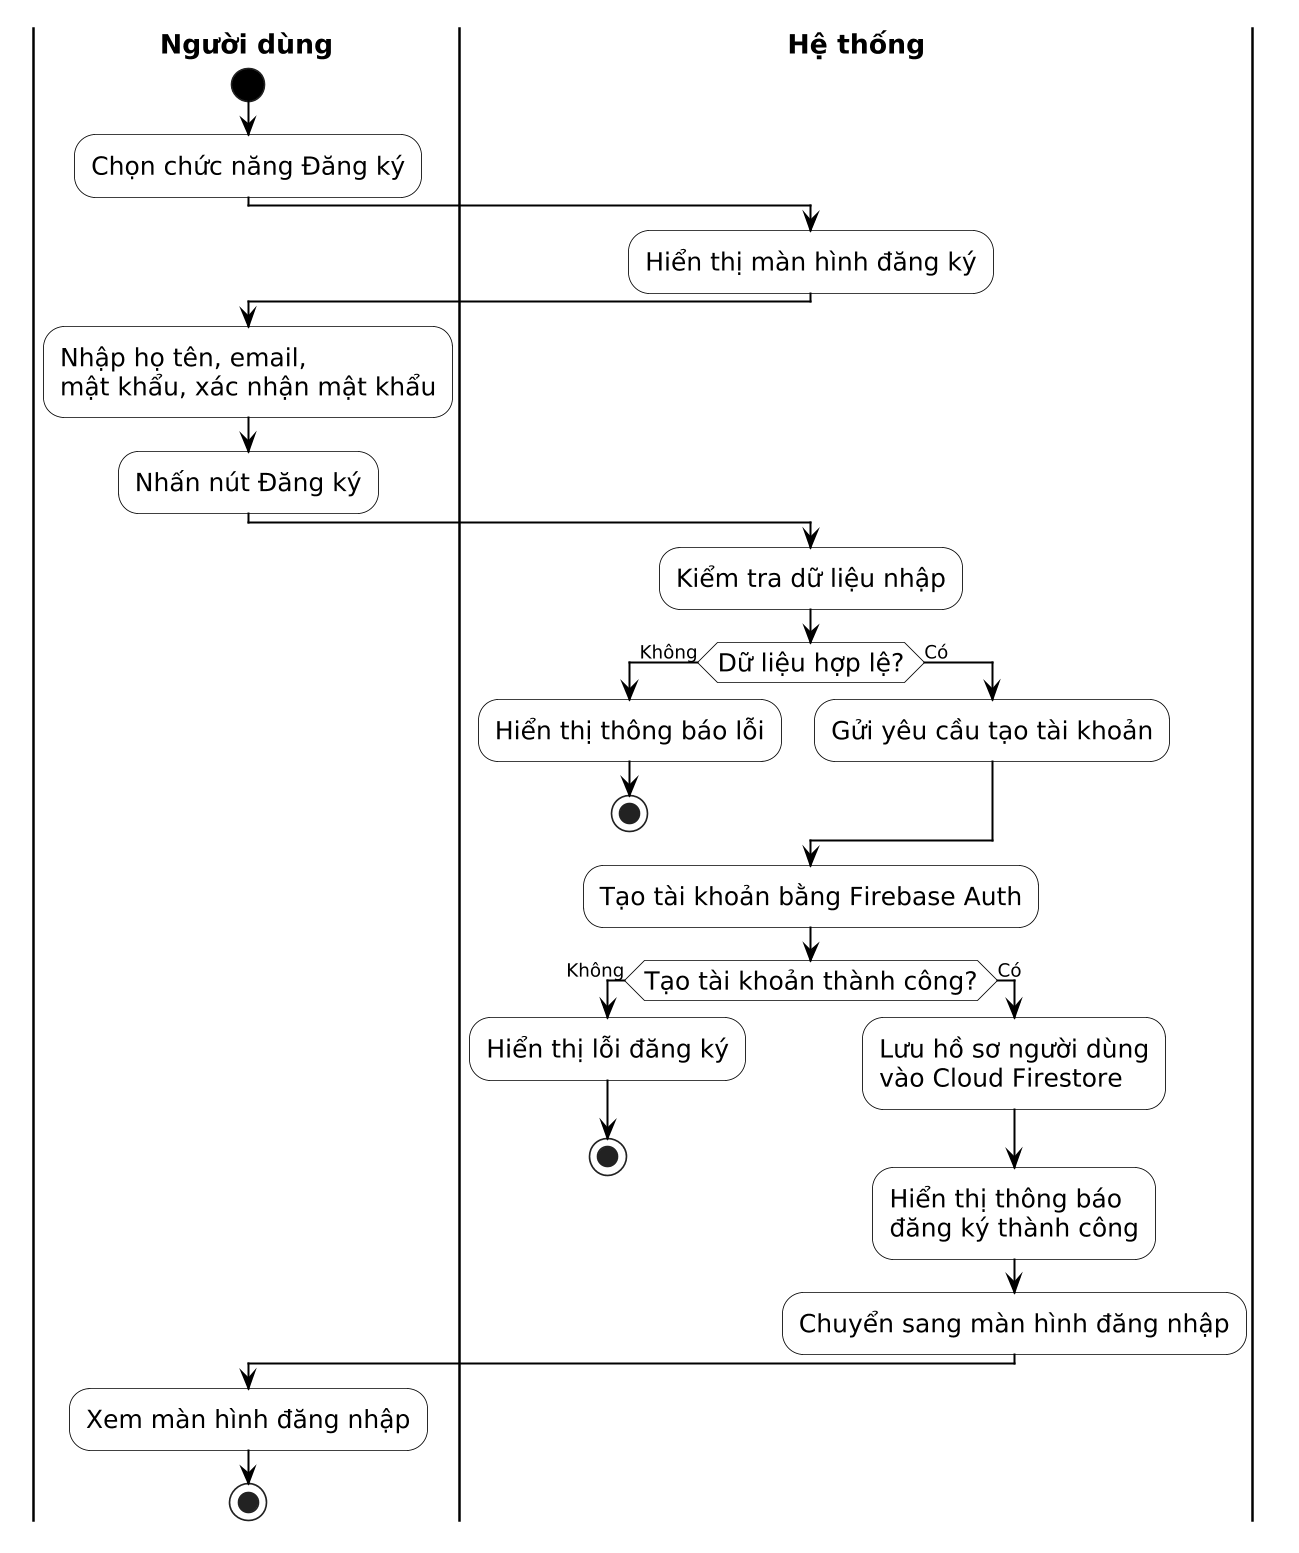 Người dùng
Hệ thống
Chọn chức năng Đăng ký
Hiển thị màn hình đăng ký
Nhập họ tên, email,
mật khẩu, xác nhận mật khẩu
Nhấn nút Đăng ký
Kiểm tra dữ liệu nhập
Không
Dữ liệu hợp lệ?
Có
Hiển thị thông báo lỗi
Gửi yêu cầu tạo tài khoản
Tạo tài khoản bằng Firebase Auth
Không
Tạo tài khoản thành công?
Có
Hiển thị lỗi đăng ký
Lưu hồ sơ người dùng
vào Cloud Firestore
Hiển thị thông báo
đăng ký thành công
Chuyển sang màn hình đăng nhập
Xem màn hình đăng nhập